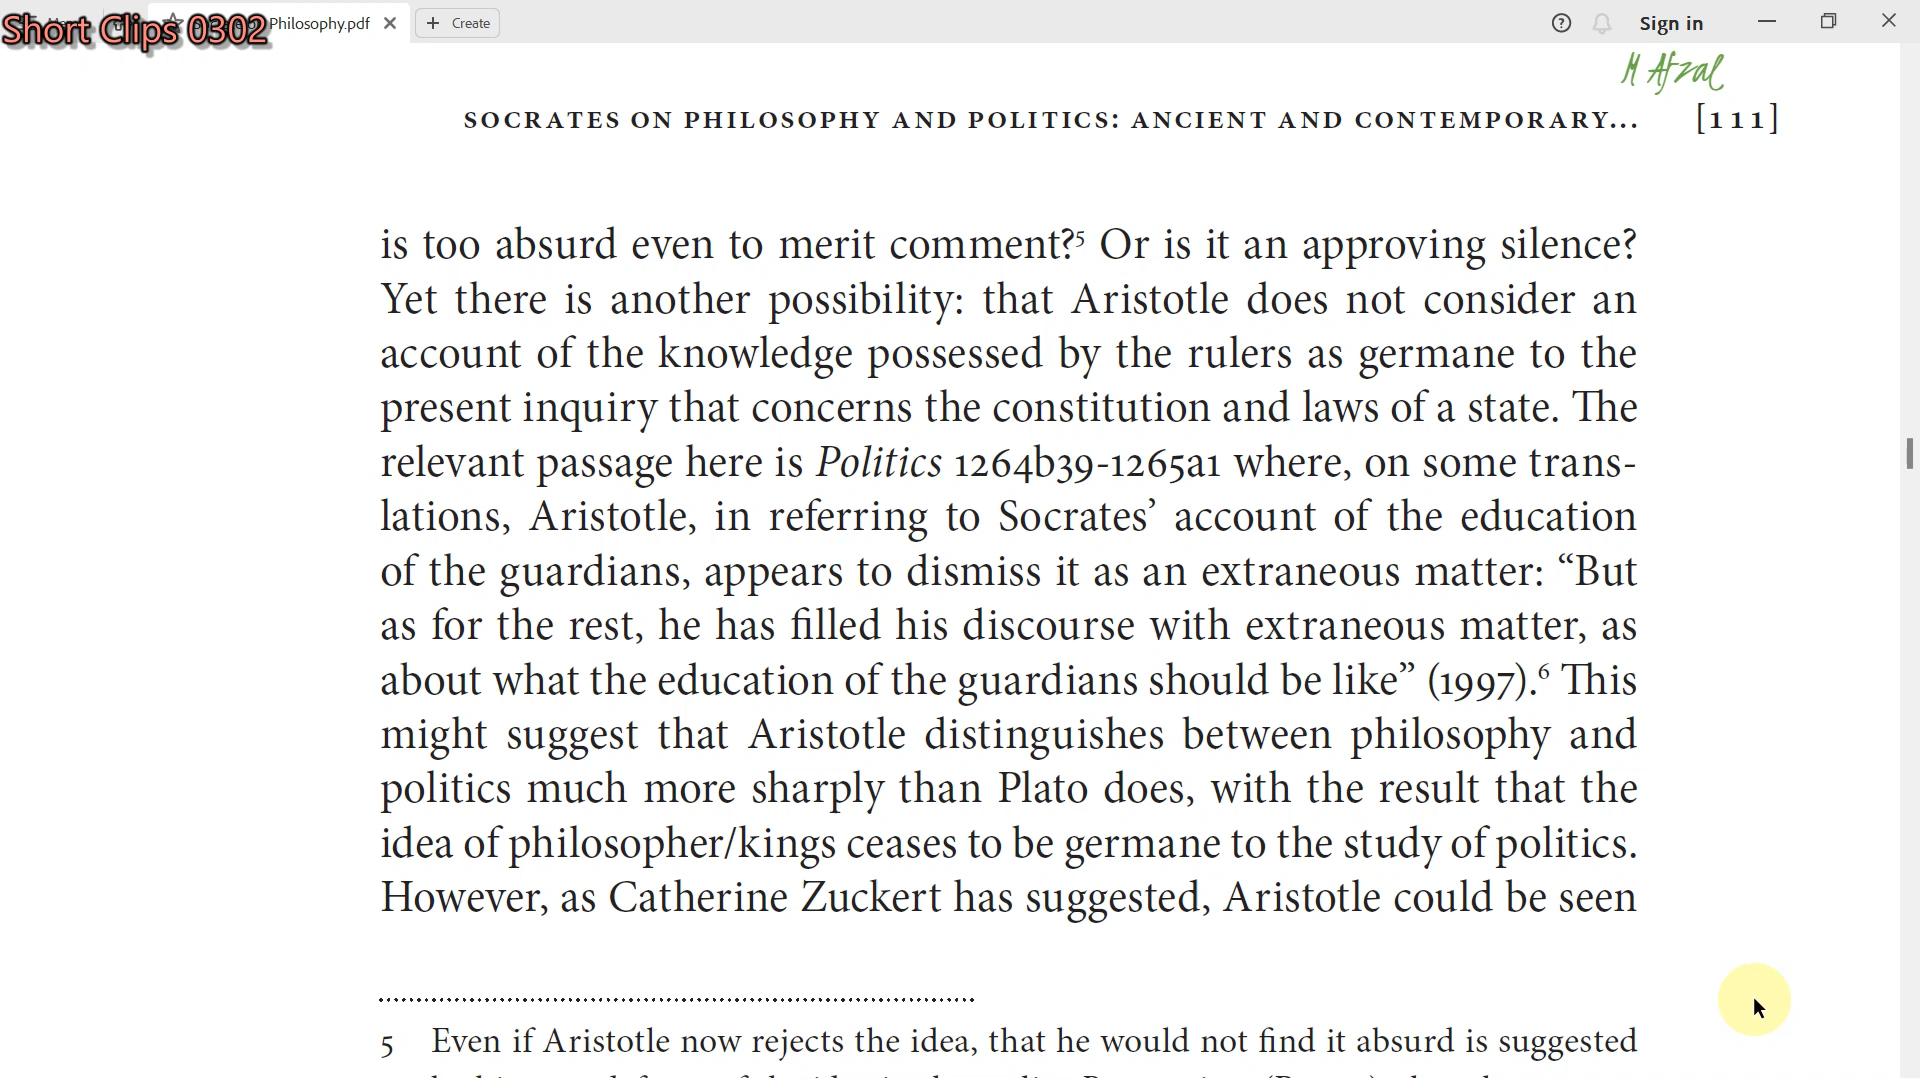 Short Clips 0302
Philosophy.pdf
Create
Sign in
M Afzal
SOCRATES ON PHILOSOPHY AND POLITICS: ANCIENT AND CONTEMPORARY... [111]
is too absurd even to merit comment?⁵ Or is it an approving silence?
Yet there is another possibility: that Aristotle does not consider an
account of the knowledge possessed by the rulers as germane to the
present inquiry that concerns the constitution and laws of a state. The
relevant passage here is Politics 1264b39-1265a1 where, on some trans-
lations, Aristotle, in referring to Socrates’ account of the education
of the guardians, appears to dismiss it as an extraneous matter: “But
as for the rest, he has filled his discourse with extraneous matter, as
about what the education of the guardians should be like” (1997).⁶ This
might suggest that Aristotle distinguishes between philosophy and
politics much more sharply than Plato does, with the result that the
idea of philosopher/kings ceases to be germane to the study of politics.
However, as Catherine Zuckert has suggested, Aristotle could be seen
5 Even if Aristotle now rejects the idea, that he would not find it absurd is suggested